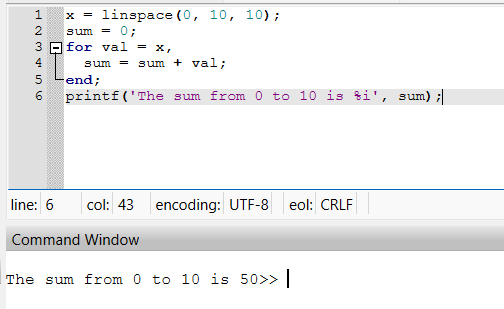 1 x = linspace(0, 10, 10);
2 sum = 0;
3 for val = x,
4 sum = sum + val;
5 end;
6 printf('The sum from 0 to 10 is %i', sum);
line: 6 col: 43 encoding: UTF-8 eol: CRLF
Command Window
The sum from 0 to 10 is 50>>